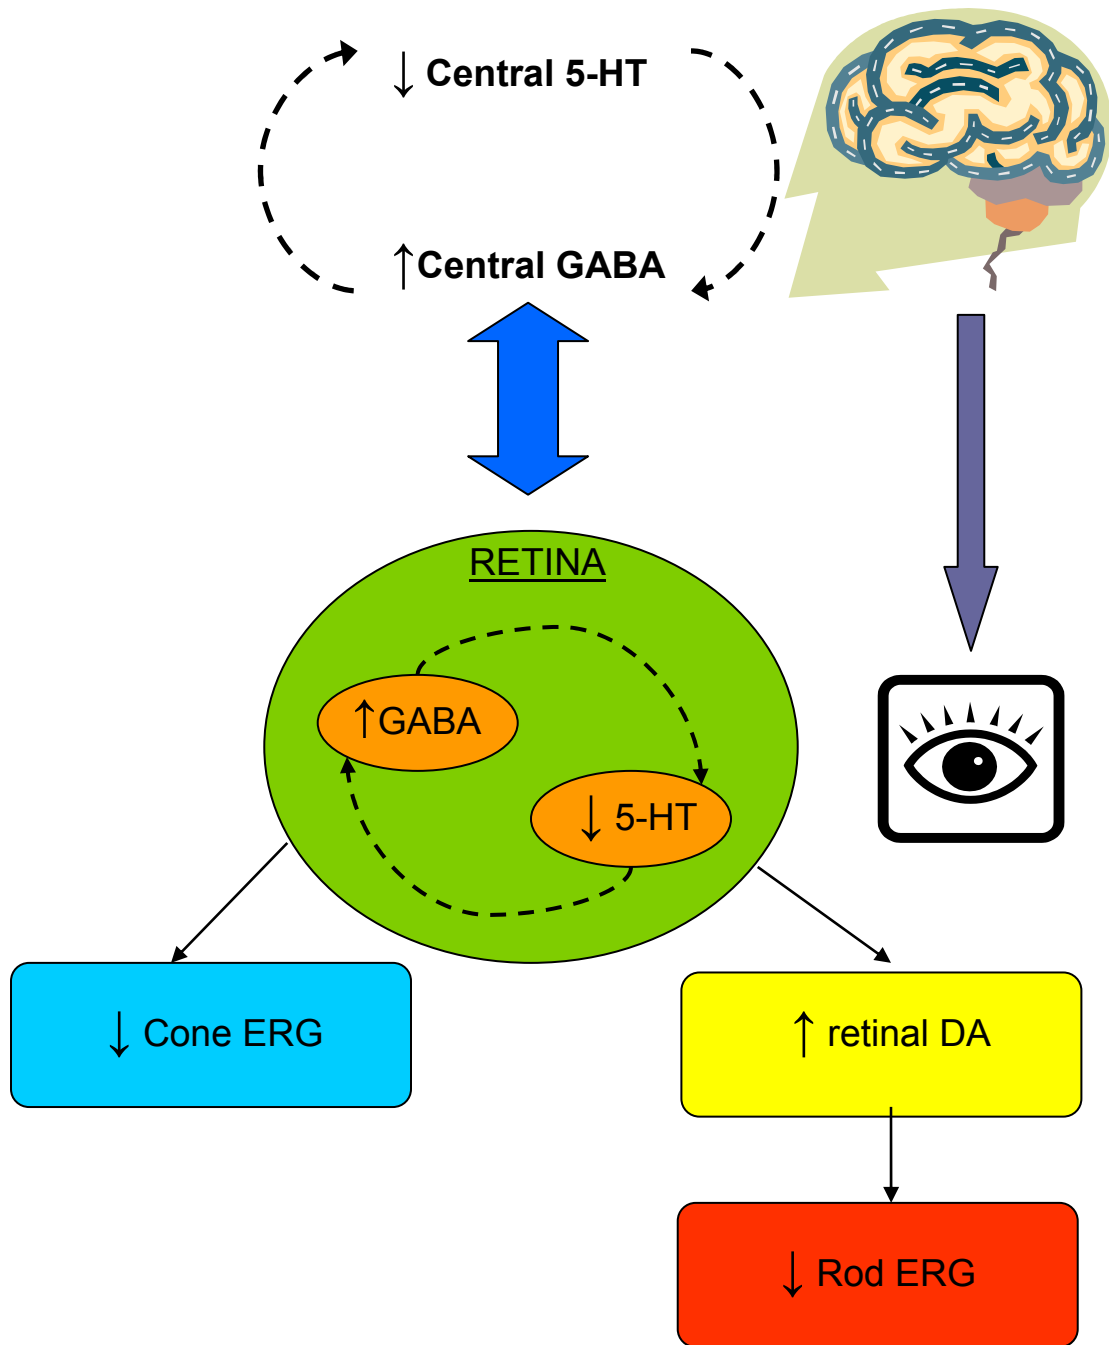 ↓ Central 5-HT
↑Central GABA
RETINA
↑GABA
↓ 5-HT
↓ Cone ERG
↑ retinal DA
↓ Rod ERG